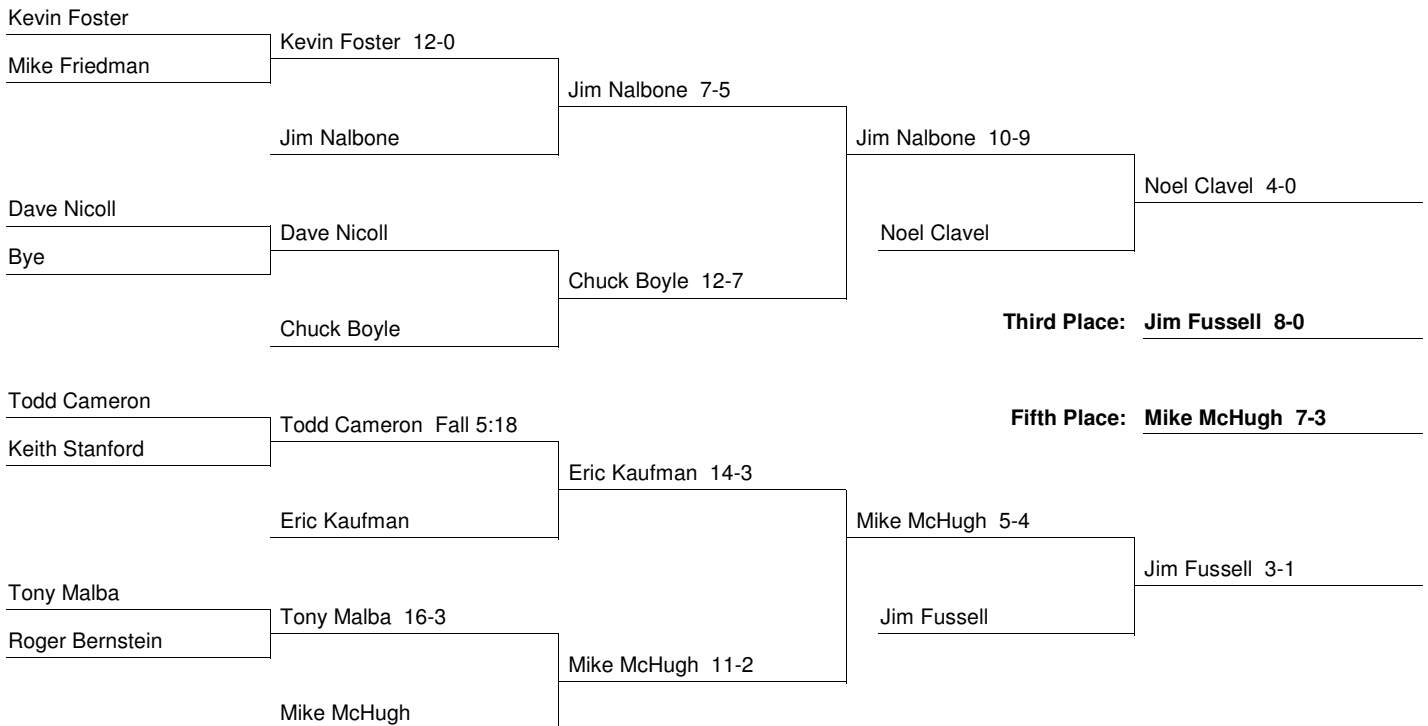 Kevin Foster
Kevin Foster 12-0
Mike Friedman
Jim Nalbone 7-5
Jim Nalbone
Jim Nalbone 10-9
Noel Clavel 4-0
Dave Nicoll
Dave Nicoll
Noel Clavel
Bye
Chuck Boyle 12-7
Chuck Boyle
Third Place: Jim Fussell 8-0
Todd Cameron
Todd Cameron Fall 5:18
Fifth Place: Mike McHugh 7-3
Keith Stanford
Eric Kaufman 14-3
Eric Kaufman
Mike McHugh 5-4
Jim Fussell 3-1
Tony Malba
Tony Malba 16-3
Jim Fussell
Roger Bernstein
Mike McHugh 11-2
Mike McHugh